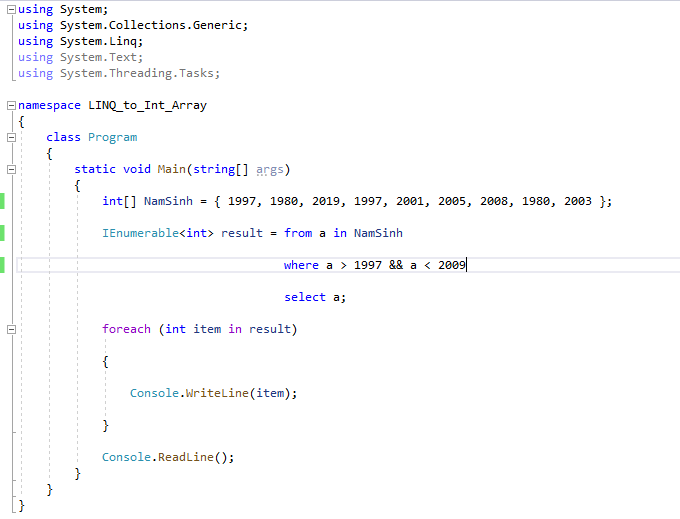 using System;
using System.Collections.Generic;
using System.Linq;
using System.Text;
using System.Threading.Tasks;
namespace LINQ_to_Int_Array
{
class Program
{
static void Main(string[] args)
{
int[] NamSinh = { 1997, 1980, 2019, 1997, 2001, 2005, 2008, 1980, 2003 };
IEnumerable<int> result = from a in NamSinh
where a > 1997 && a < 2009
select a;
foreach (int item in result)
{
Console.WriteLine(item);
}
Console.ReadLine();
}
}
}